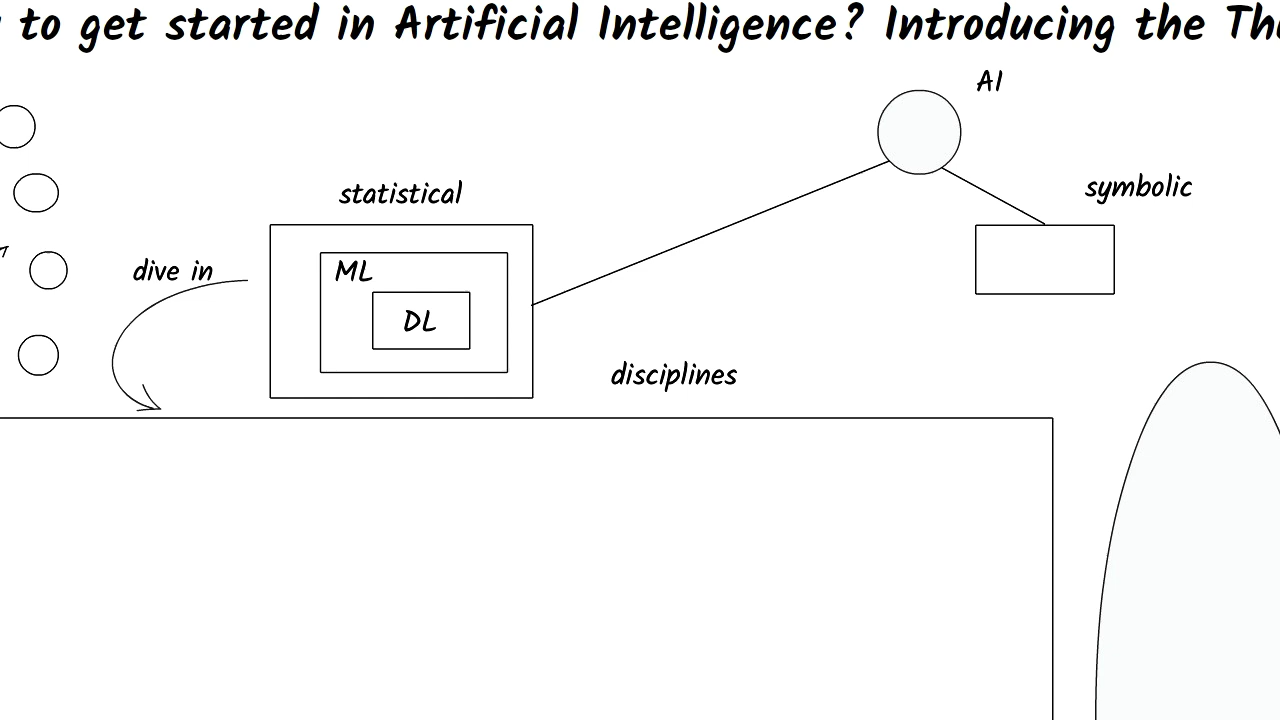 to get started in Artificial Intelligence? Introducing the
AI
symbolic
statistical
dive in
ML
DL
disciplines